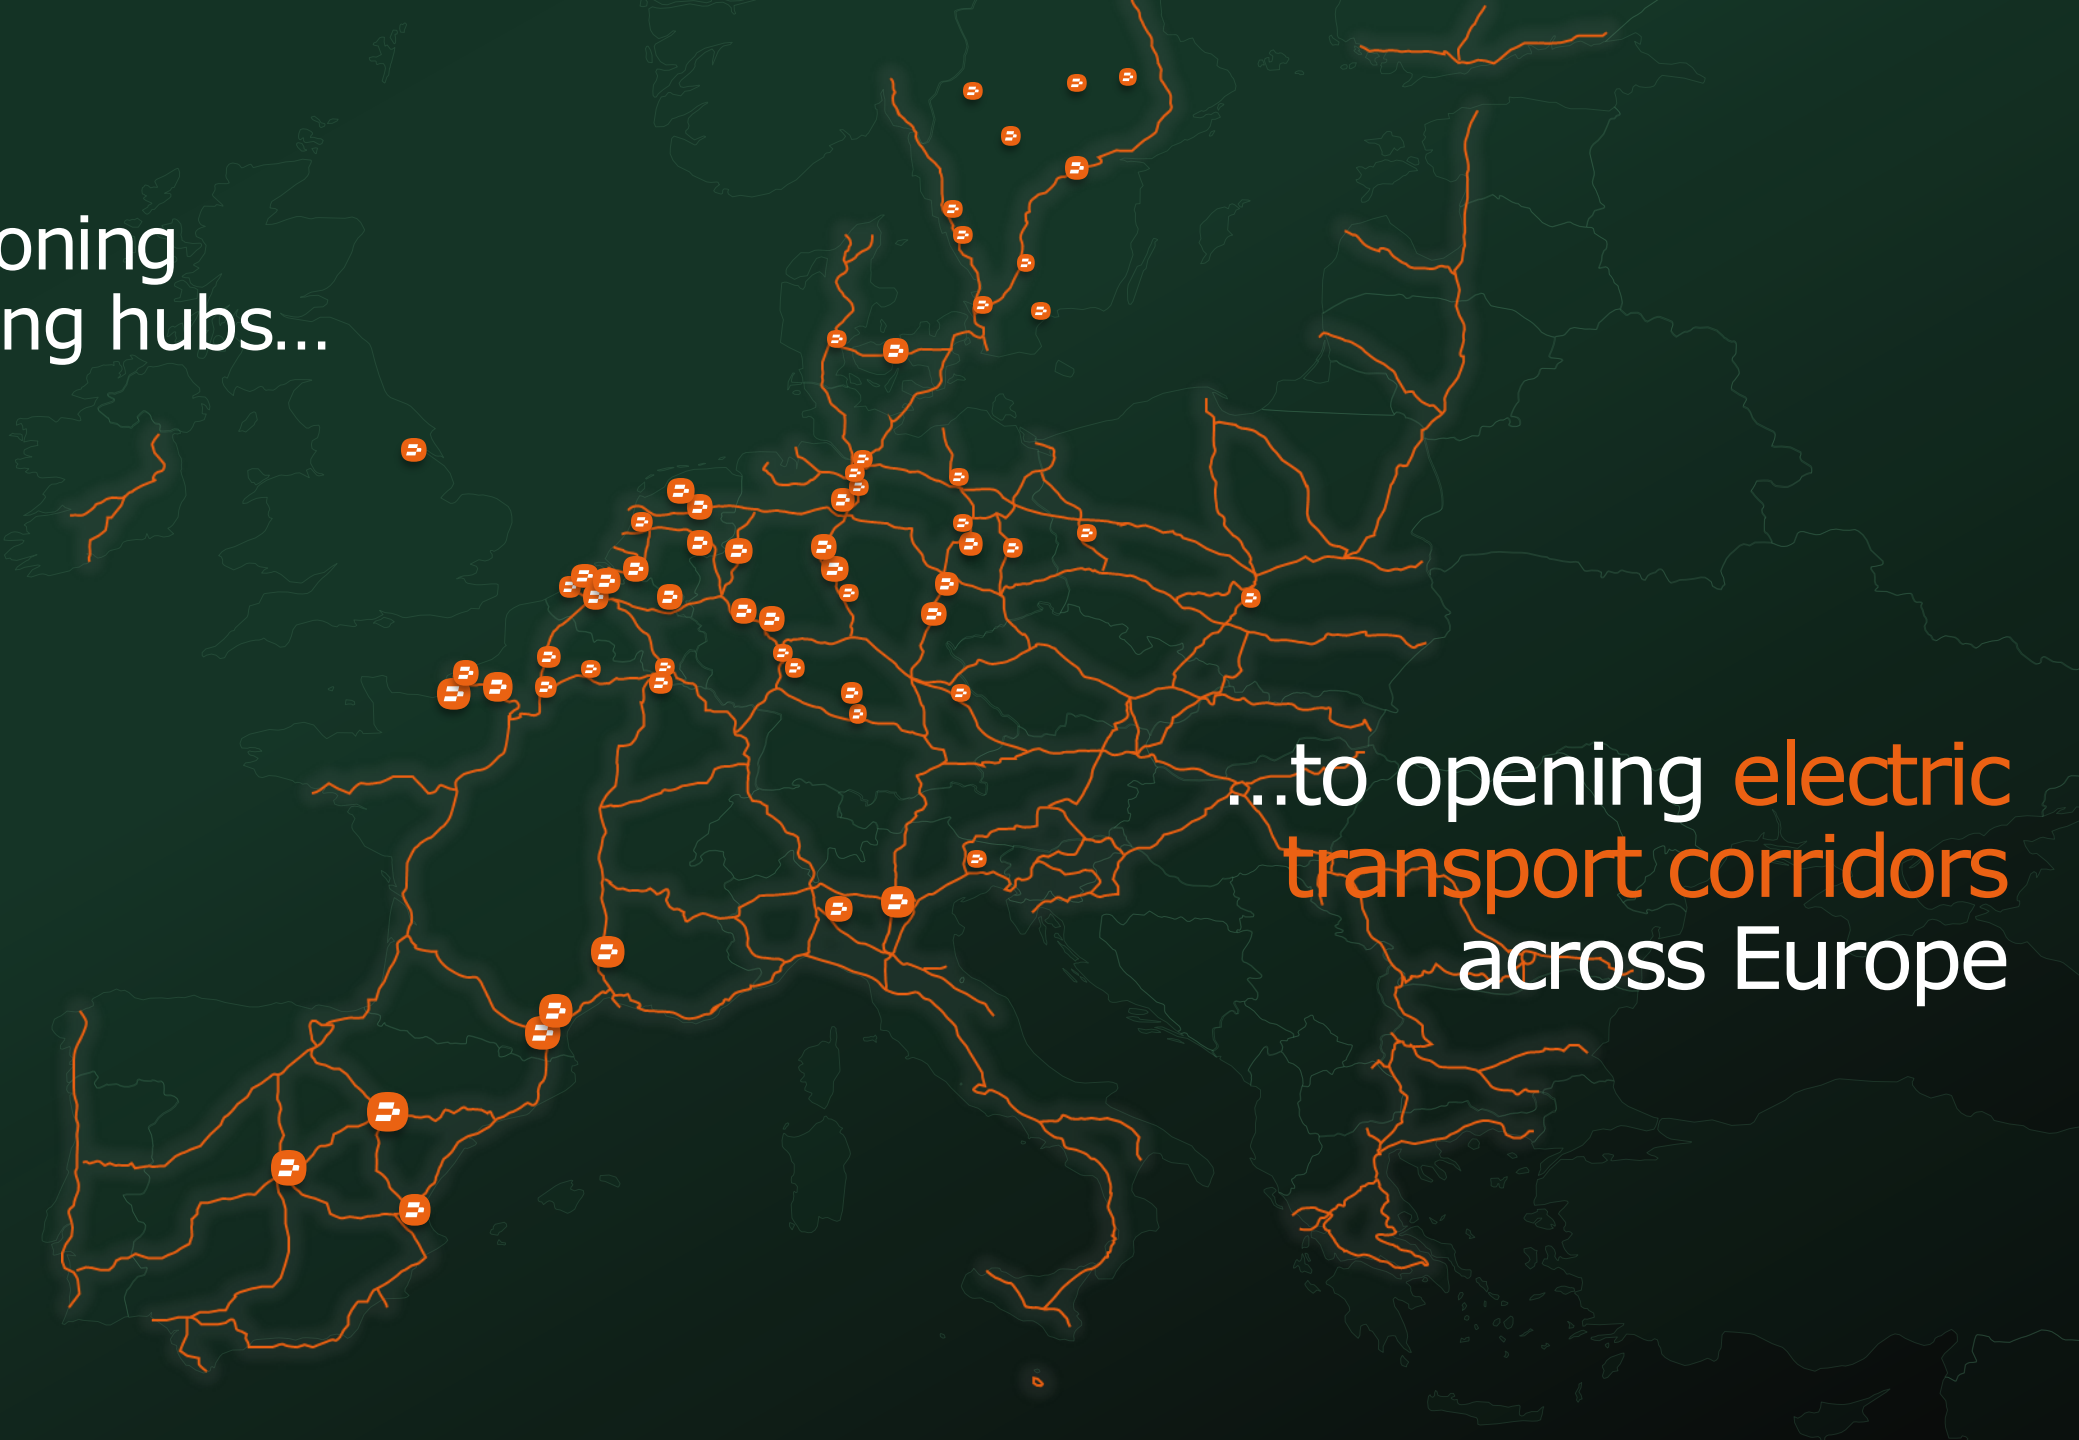 oning
ng hubs...
...to opening electric
transport corridors
across Europe